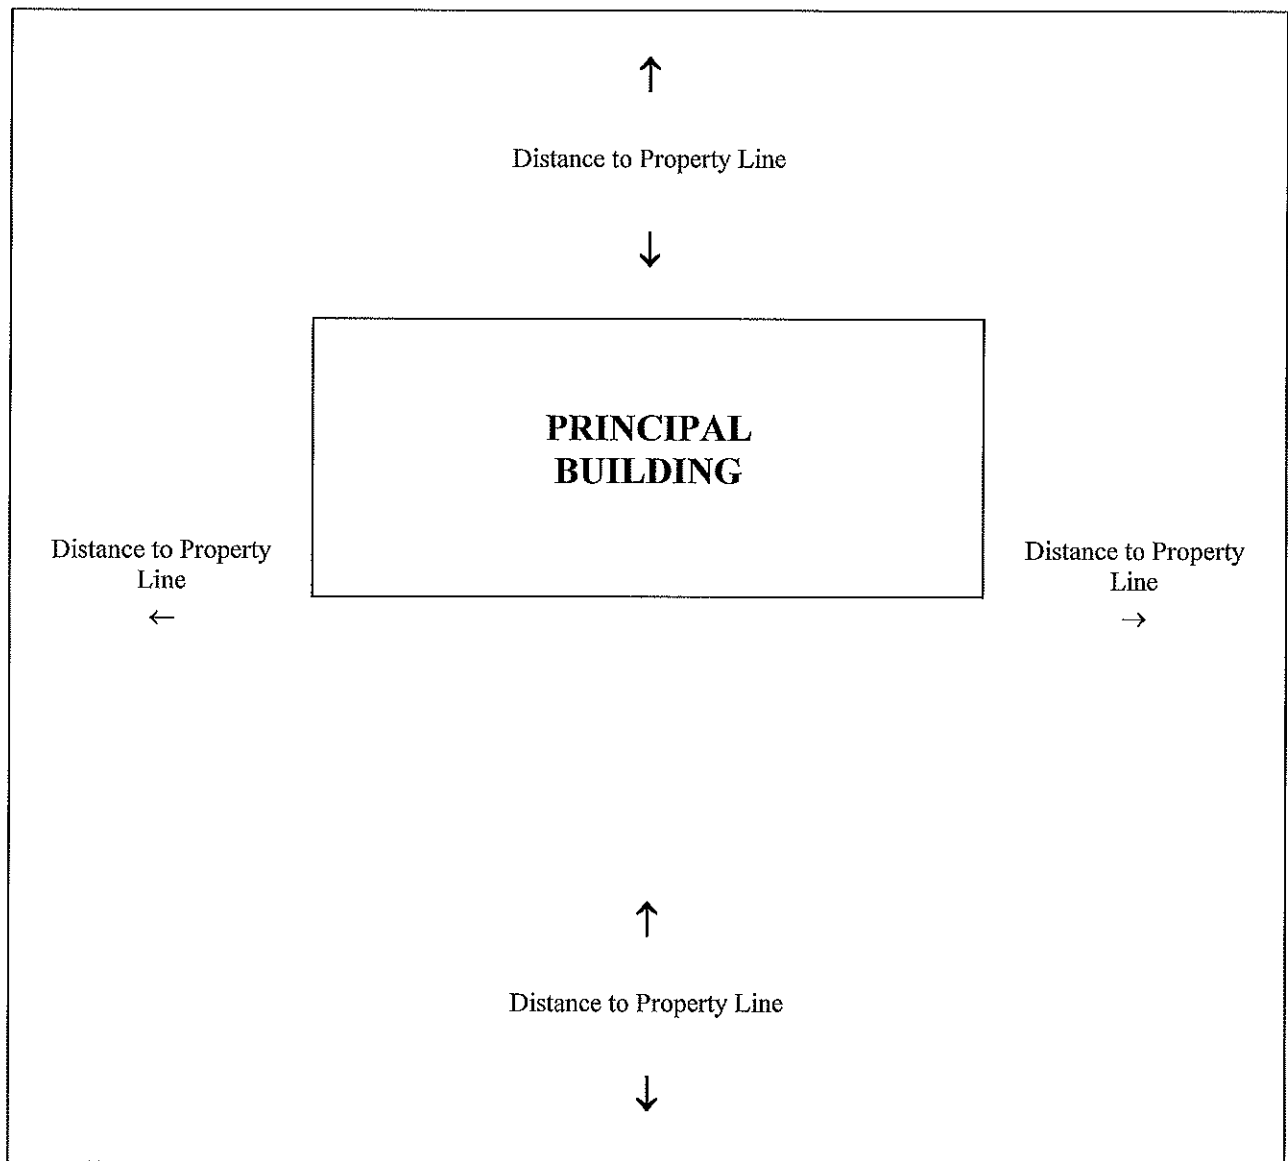 ↑
Distance to Property Line
↓
PRINCIPAL
BUILDING
Distance to Property
Line
←
Distance to Property
Line
→
↑
Distance to Property Line
↓